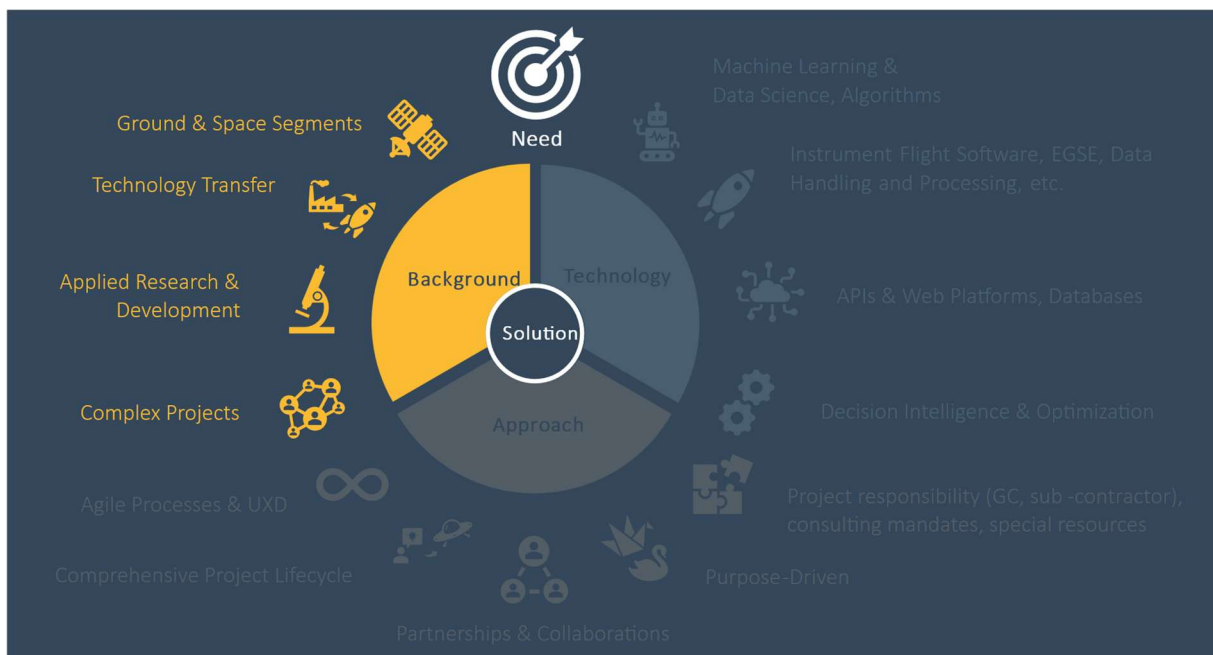 Need
Ground & Space Segments
Technology Transfer
Applied Research &
Development
Complex Projects
Background
Technology
Solution
Approach
Machine Learning &
Data Science, Algorithms
Instrument Flight Software, EGSE, Data
Handling and Processing, etc.
APIs & Web Platforms, Databases
Decision Intelligence & Optimization
Project responsibility (GC, sub -contractor),
consulting mandates, special resources
Purpose-Driven
Partnerships & Collaborations
Comprehensive Project Lifecycle
Agile Processes & UXD